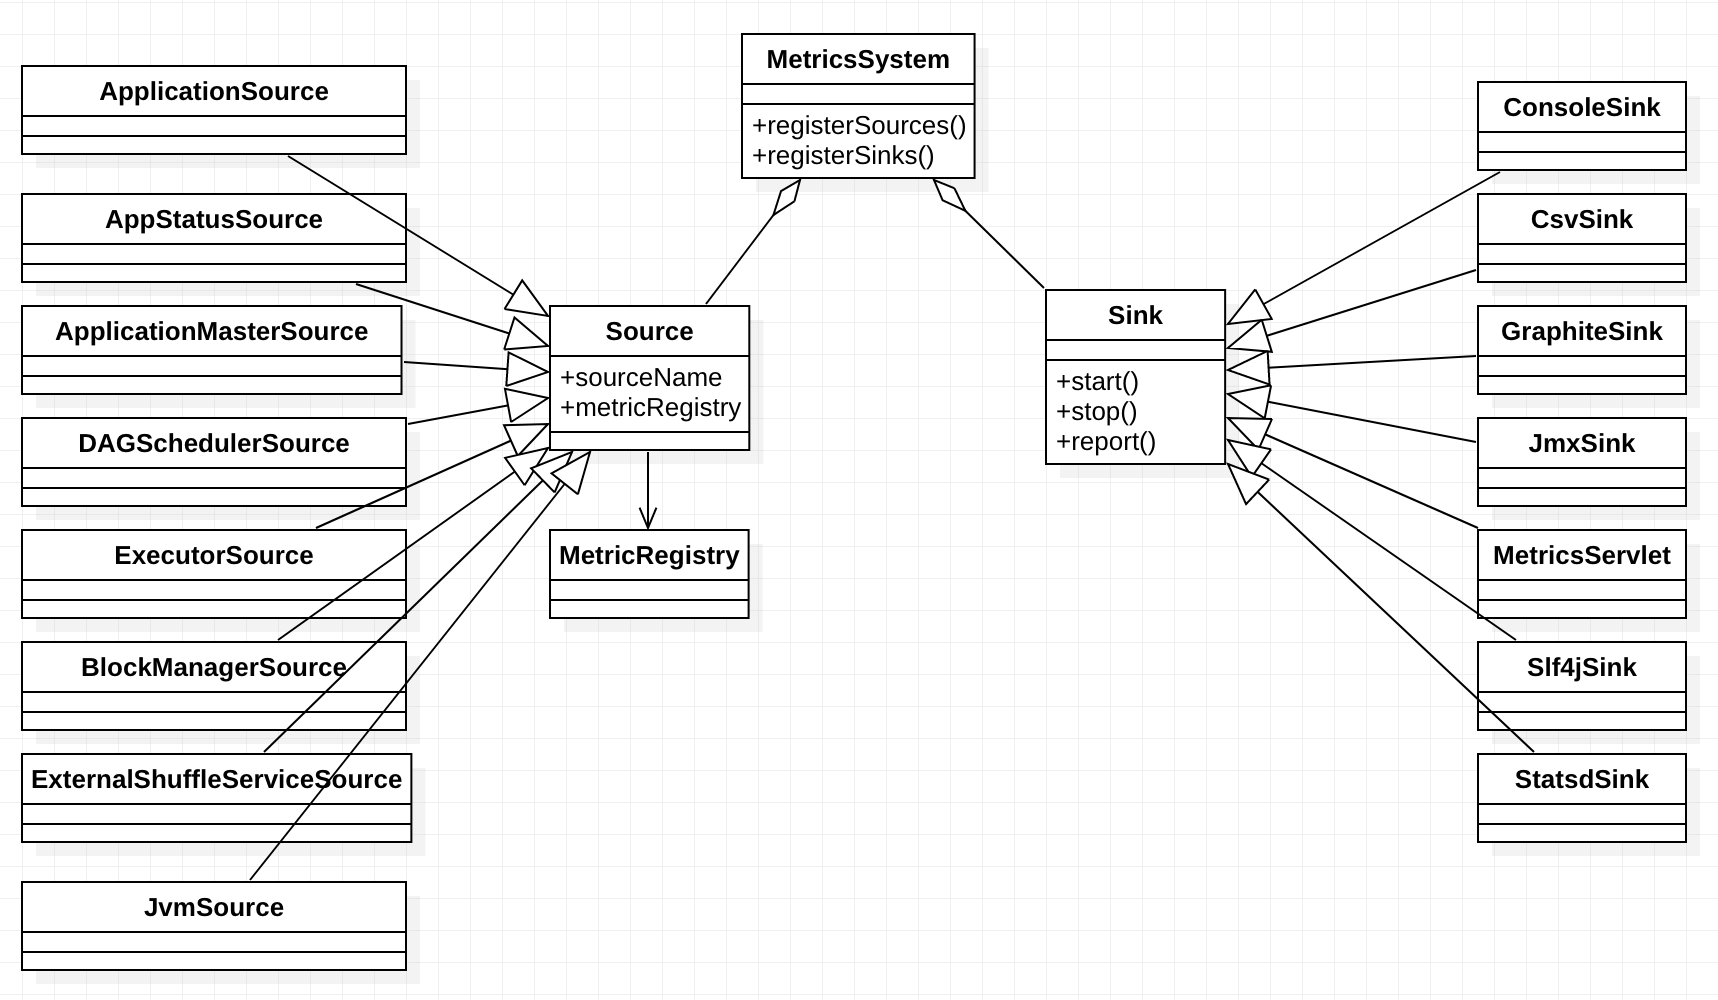 MetricsSystem
+registerSources()
+registerSinks()
ApplicationSource
AppStatusSource
ApplicationMasterSource
DAGSchedulerSource
ExecutorSource
BlockManagerSource
ExternalShuffleServiceSource
JvmSource
Source
+sourceName
+metricRegistry
MetricRegistry
Sink
+start()
+stop()
+report()
ConsoleSink
CsvSink
GraphiteSink
JmxSink
MetricsServlet
Slf4jSink
StatsdSink